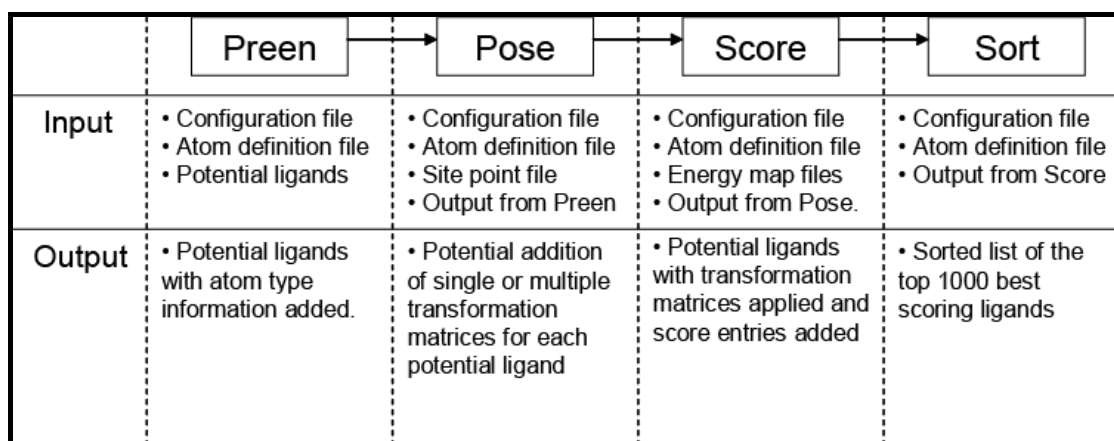 Preen
Pose
Score
Sort
Input
• Configuration file
• Atom definition file
• Potential ligands
• Configuration file
• Atom definition file
• Site point file
• Output from Preen
• Configuration file
• Atom definition file
• Energy map files
• Output from Pose.
• Configuration file
• Atom definition file
• Output from Score
Output
• Potential ligands
with atom type
information added.
• Potential addition
of single or multiple
transformation
matrices for each
potential ligand
• Potential ligands
with transformation
matrices applied and
score entries added
• Sorted list of the
top 1000 best
scoring ligands